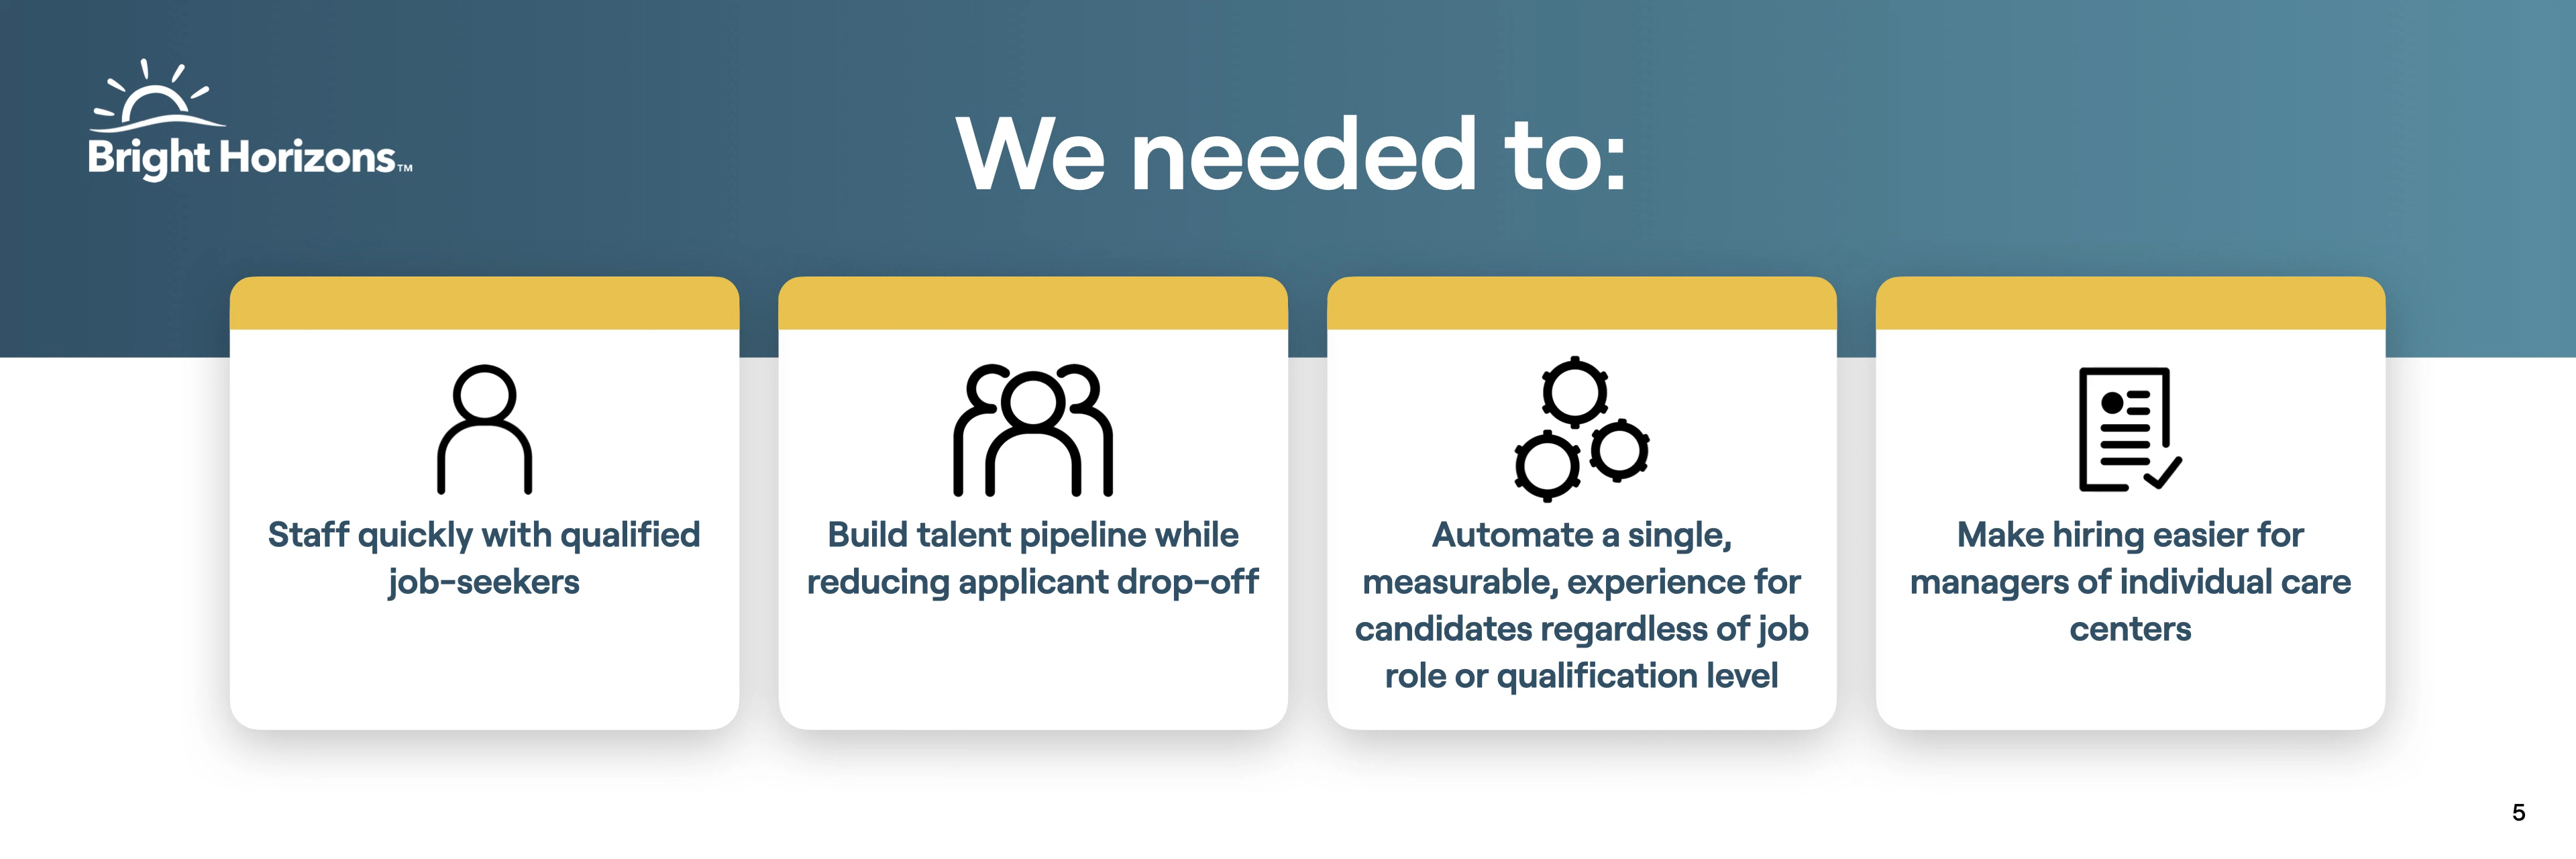 Bright Horizons™
We needed to:
Staff quickly with qualified
job-seekers
Build talent pipeline while
reducing applicant drop-off
Automate a single,
measurable, experience for
candidates regardless of job
role or qualification level
Make hiring easier for
managers of individual care
centers
5